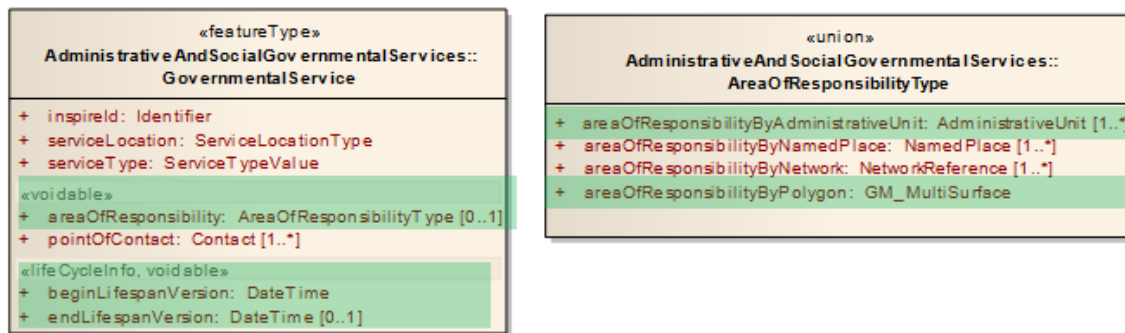 «featureType»
AdministrativeAndSocialGovernmentalServices::
GovernmentalService
+ inspireId: Identifier
+ serviceLocation: ServiceLocationType
+ serviceType: ServiceTypeValue
«voidable»
+ areaOfResponsibility: AreaOfResponsibilityType [0..1]
+ pointOfContact: Contact [1..*]
«lifeCycleInfo, voidable»
+ beginLifespanVersion: DateTime
+ endLifespanVersion: DateTime [0..1]
«union»
AdministrativeAndSocialGovernmentalServices::
AreaOfResponsibilityType
+ areaOfResponsibilityByAdministrativeUnit: AdministrativeUnit [1..*]
+ areaOfResponsibilityByNamedPlace: NamedPlace [1..*]
+ areaOfResponsibilityByNetwork: NetworkReference [1..*]
+ areaOfResponsibilityByPolygon: GM_MultiSurface